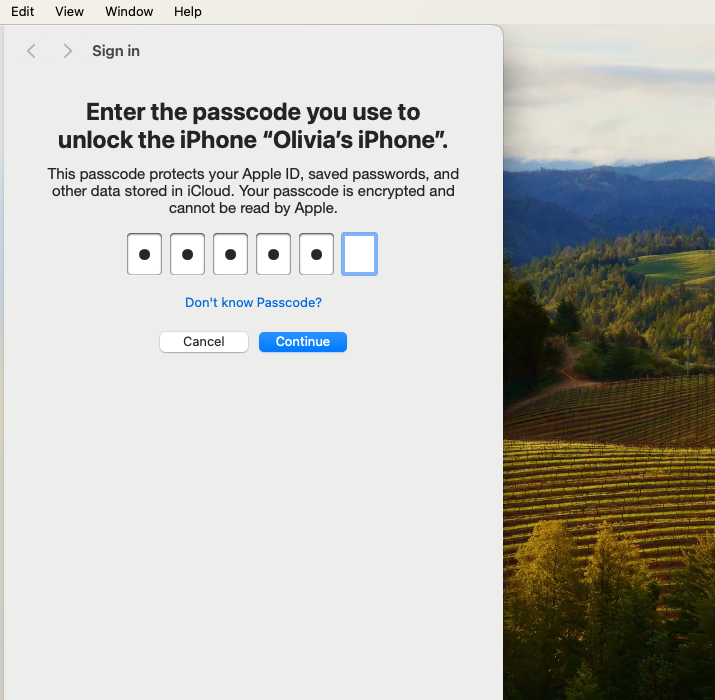 Edit View Window Help
Sign in
Enter the passcode you use to
unlock the iPhone “Olivia’s iPhone”.
This passcode protects your Apple ID, saved passwords, and
other data stored in iCloud. Your passcode is encrypted and
cannot be read by Apple.
Don't know Passcode?
Cancel Continue